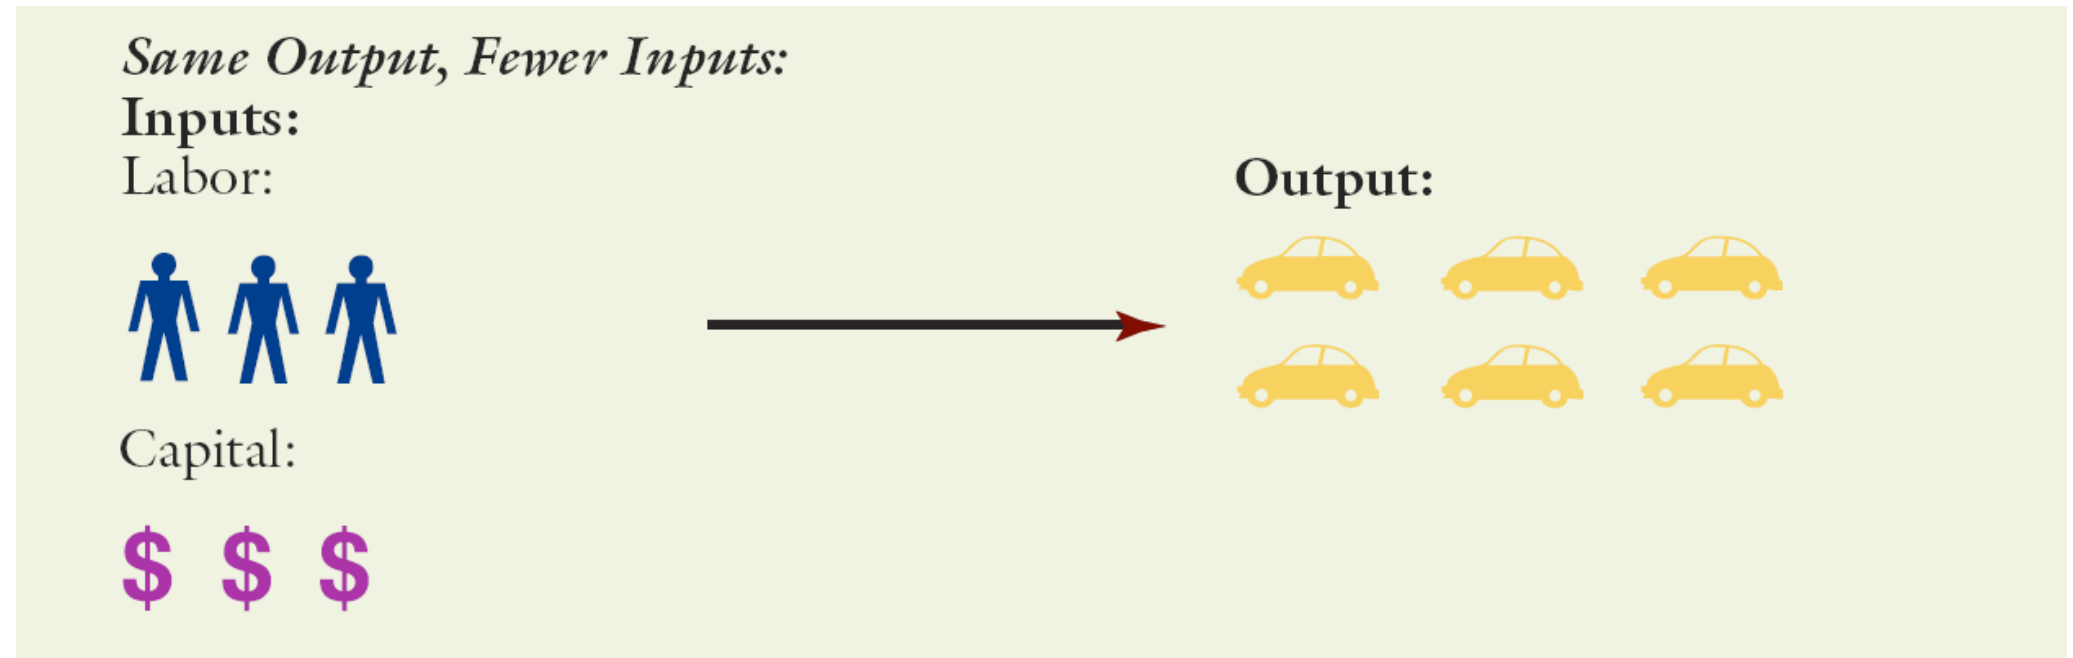 Same Output, Fewer Inputs:
Inputs:
Labor:
Output:
Capital:
$ $ $